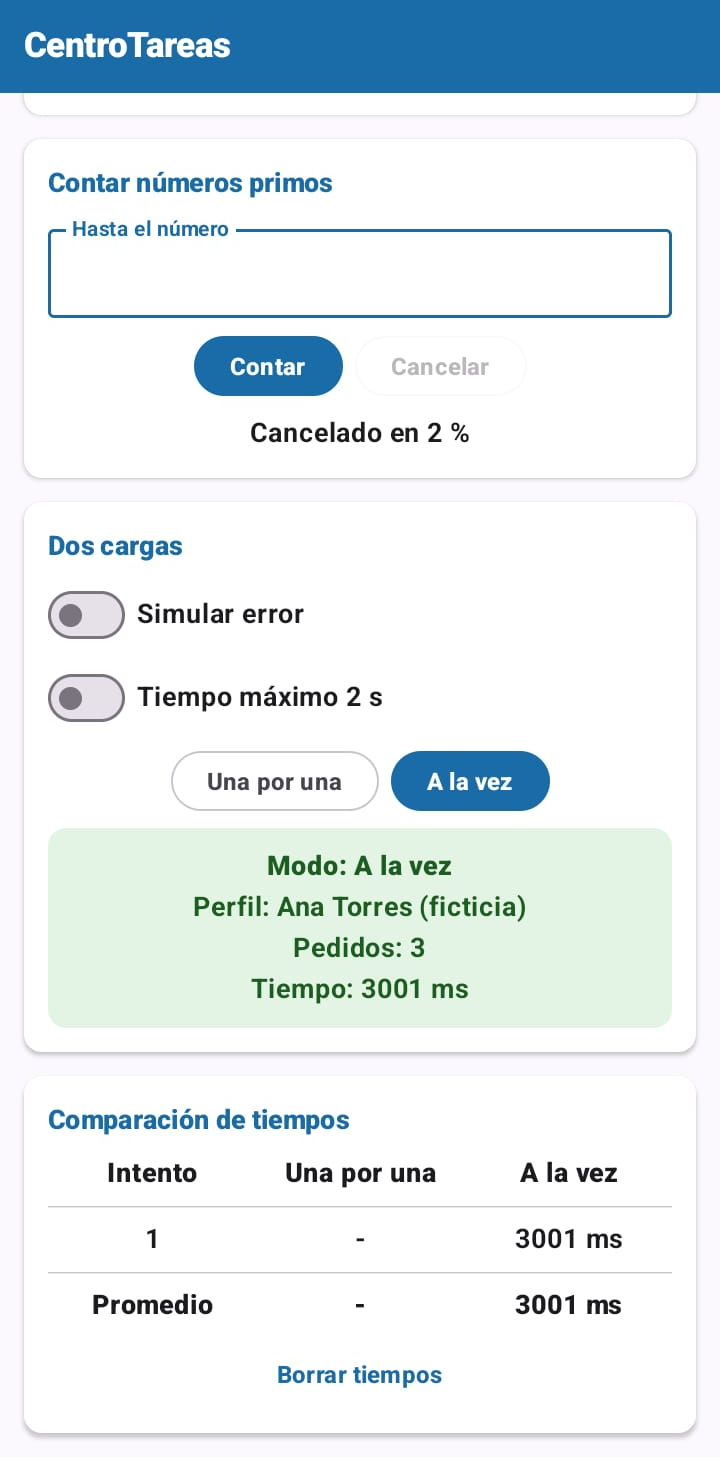 CentroTareas
Contar números primos
Hasta el número
Contar
Cancelar
Cancelado en 2 %
Dos cargas
Simular error
Tiempo máximo 2 s
Una por una
A la vez
Modo: A la vez
Perfil: Ana Torres (ficticia)
Pedidos: 3
Tiempo: 3001 ms
Comparación de tiempos
Intento Una por una A la vez
1 - 3001 ms
Promedio - 3001 ms
Borrar tiempos